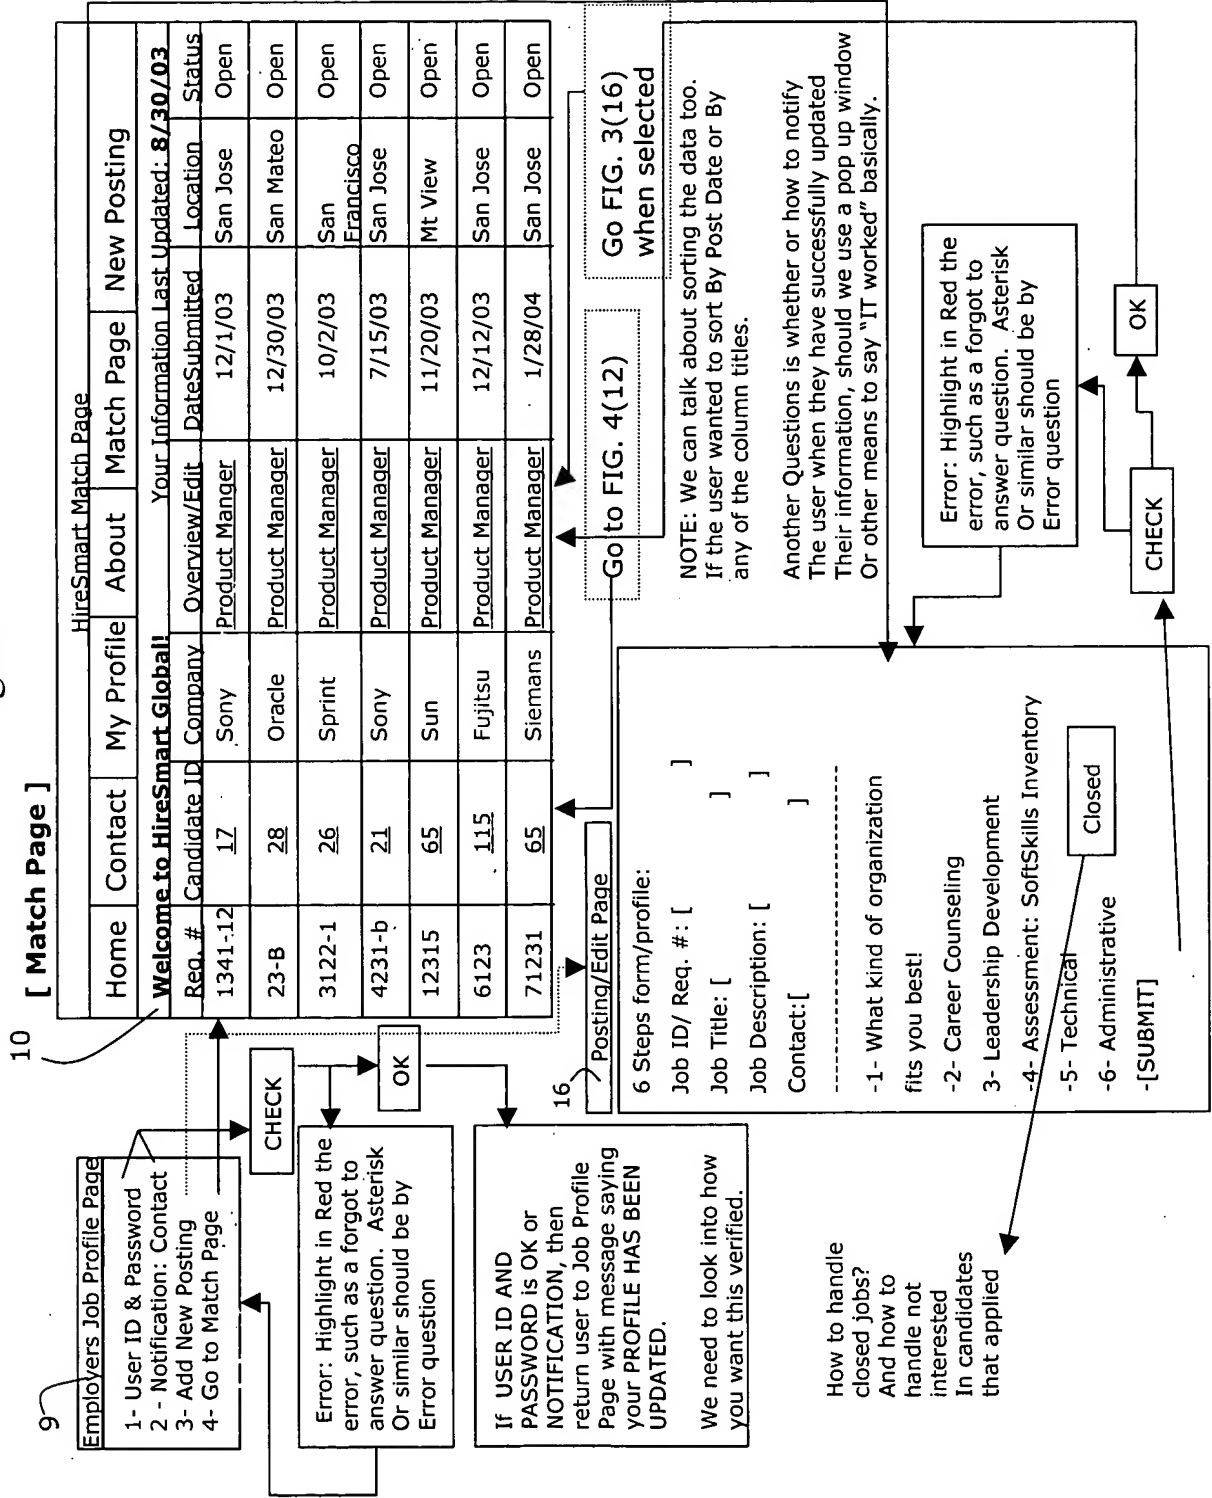 [ Match Page ]
10
HireSmart Match Page
Home Contact My Profile About Match Page New Posting
Welcome to HireSmart Global! Your Information Last Updated: 8/30/03
Req. # Candidate ID Company Overview/Edit DateSubmitted Location Status
1341-12 17 Sony Product Manger 12/1/03 San Jose Open
23-B 28 Oracle Product Manager 12/30/03 San Mateo Open
3122-1 26 Sprint Product Manager 10/2/03 San Francisco Open
4231-b 21 Sony Product Manager 7/15/03 San Jose Open
12315 65 Sun Product Manager 11/20/03 Mt View Open
6123 115 Fujitsu Product Manager 12/12/03 San Jose Open
71231 65 Siemans Product Manager 1/28/04 San Jose Open
9
Employers Job Profile Page
1- User ID & Password
2 - Notification: Contact
3- Add New Posting
4- Go to Match Page
CHECK
OK
Error: Highlight in Red the
error, such as a forgot to
answer question. Asterisk
Or similar should be by
Error question
If USER ID AND
PASSWORD is OK or
NOTIFICATION, then
return user to Job Profile
Page with message saying
your PROFILE HAS BEEN
UPDATED.
We need to look into how
you want this verified.
16
Posting/Edit Page
6 Steps form/profile:
Job ID/ Req. #: [ ]
Job Title: [ ]
Job Description: [ ]
Contact:[ ]
---------------------------
-1- What kind of organization
fits you best!
-2- Career Counseling
3- Leadership Development
-4- Assessment: SoftSkills Inventory
-5- Technical
-6- Administrative
-[SUBMIT]
Closed
Go to FIG. 4(12)
Go FIG. 3(16)
when selected
NOTE: We can talk about sorting the data too.
If the user wanted to sort By Post Date or By
any of the column titles.
Another Questions is whether or how to notify
The user when they have successfully updated
Their information, should we use a pop up window
Or other means to say "IT worked" basically.
Error: Highlight in Red the
error, such as a forgot to
answer question. Asterisk
Or similar should be by
Error question
CHECK
OK
How to handle
closed jobs?
And how to
handle not
interested
In candidates
that applied